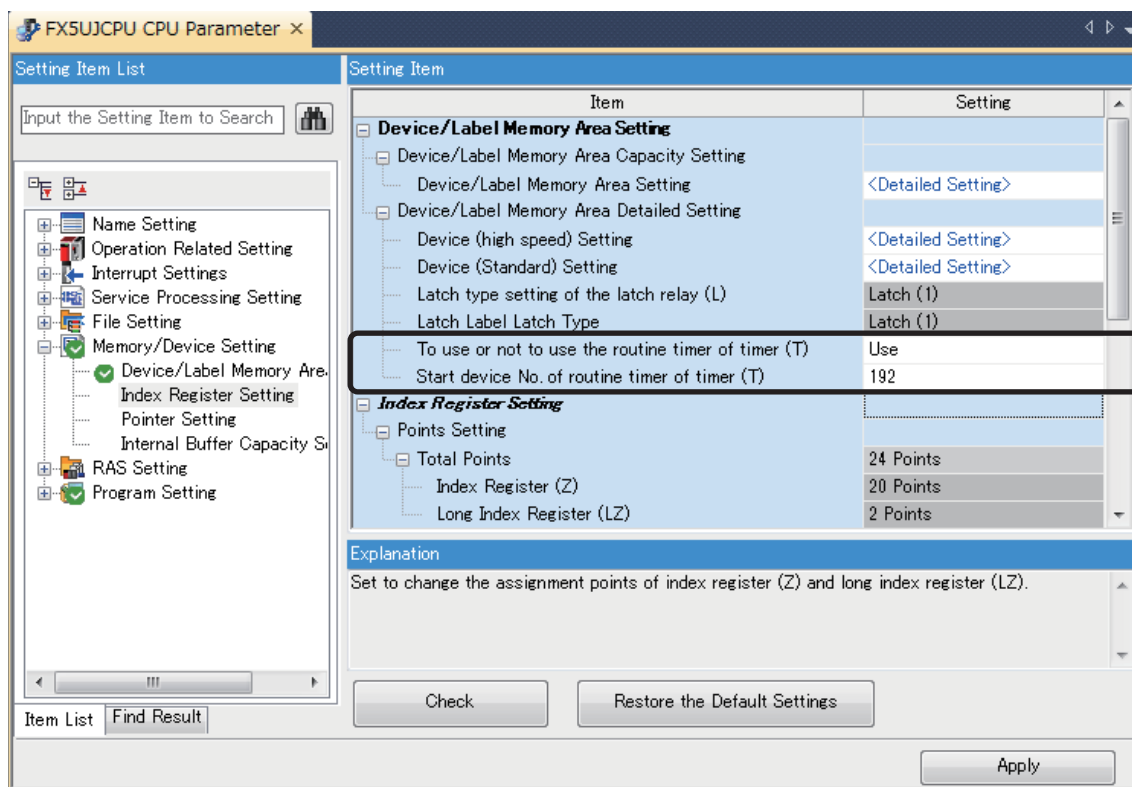 FX5UJCPU CPU Parameter ×
Setting Item List
Input the Setting Item to Search
Name Setting
Operation Related Setting
Interrupt Settings
Service Processing Setting
File Setting
Memory/Device Setting
Device/Label Memory Are
Index Register Setting
Pointer Setting
Internal Buffer Capacity S
RAS Setting
Program Setting
Item List Find Result
Setting Item
Item Setting
Device/Label Memory Area Setting
Device/Label Memory Area Capacity Setting
Device/Label Memory Area Setting <Detailed Setting>
Device/Label Memory Area Detailed Setting
Device (high speed) Setting <Detailed Setting>
Device (Standard) Setting <Detailed Setting>
Latch type setting of the latch relay (L) Latch (1)
Latch Label Latch Type Latch (1)
To use or not to use the routine timer of timer (T) Use
Start device No. of routine timer of timer (T) 192
Index Register Setting
Points Setting
Total Points 24 Points
Index Register (Z) 20 Points
Long Index Register (LZ) 2 Points
Explanation
Set to change the assignment points of index register (Z) and long index register (LZ).
Check Restore the Default Settings
Apply